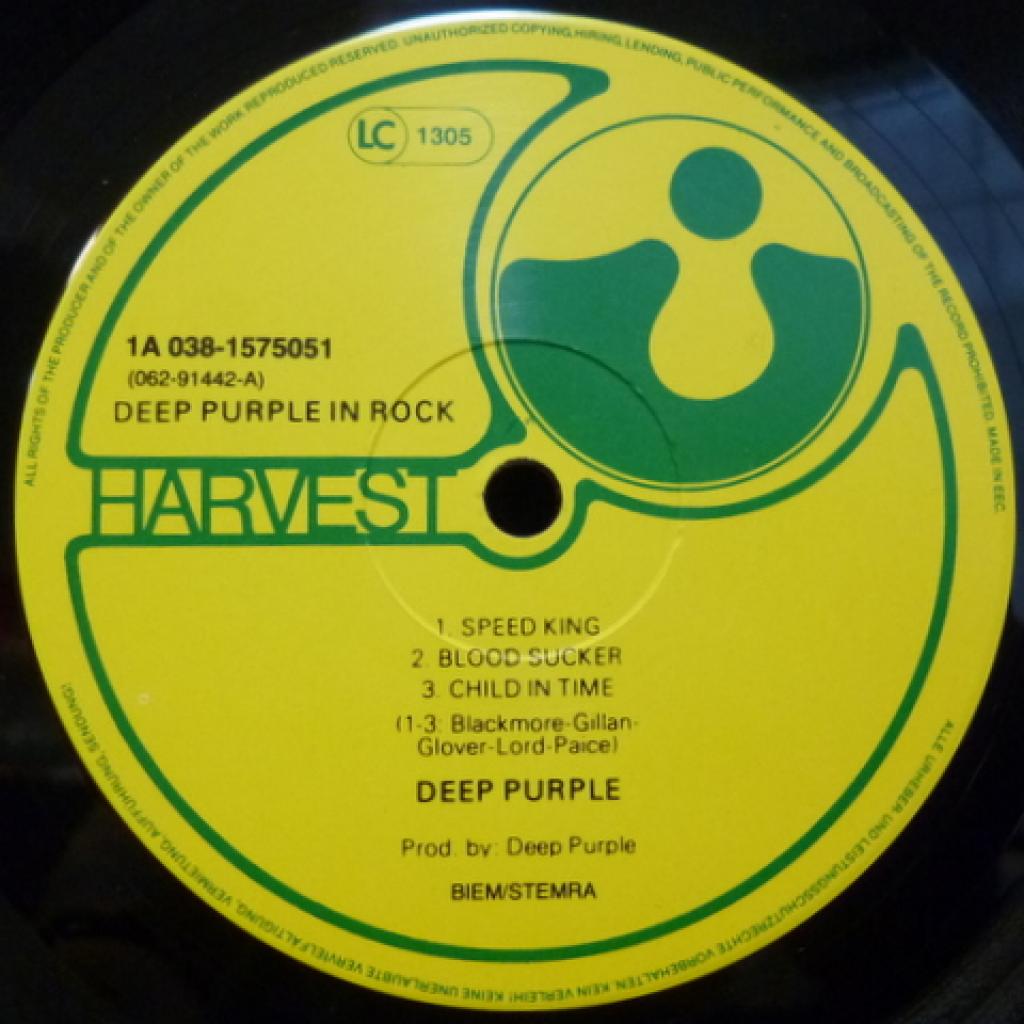 ALL RIGHTS OF THE PRODUCER AND OF THE OWNER OF THE WORK REPRODUCED RESERVED. UNAUTHORIZED COPYING, HIRING, LENDING, PUBLIC PERFORMANCE AND BROADCASTING OF THE RECORD PROHIBITED. MADE IN EEC.
LC 1305
1A 038-1575051
(062-91442-A)
DEEP PURPLE IN ROCK
HARVEST
1. SPEED KING
2. BLOOD SUCKER
3. CHILD IN TIME
(1-3: Blackmore-Gillan-
Glover-Lord-Paice)
DEEP PURPLE
Prod. by: Deep Purple
BIEM/STEMRA
ALLE URHEBER UND LEISTUNGSSCHUTZRECHTE VORBEHALTEN. KEIN VERLEIH! KEINE UNERLAUBTE VERVIELFÄLTIGUNG, VERMIETUNG, AUFFÜHRUNG, SENDUNG!